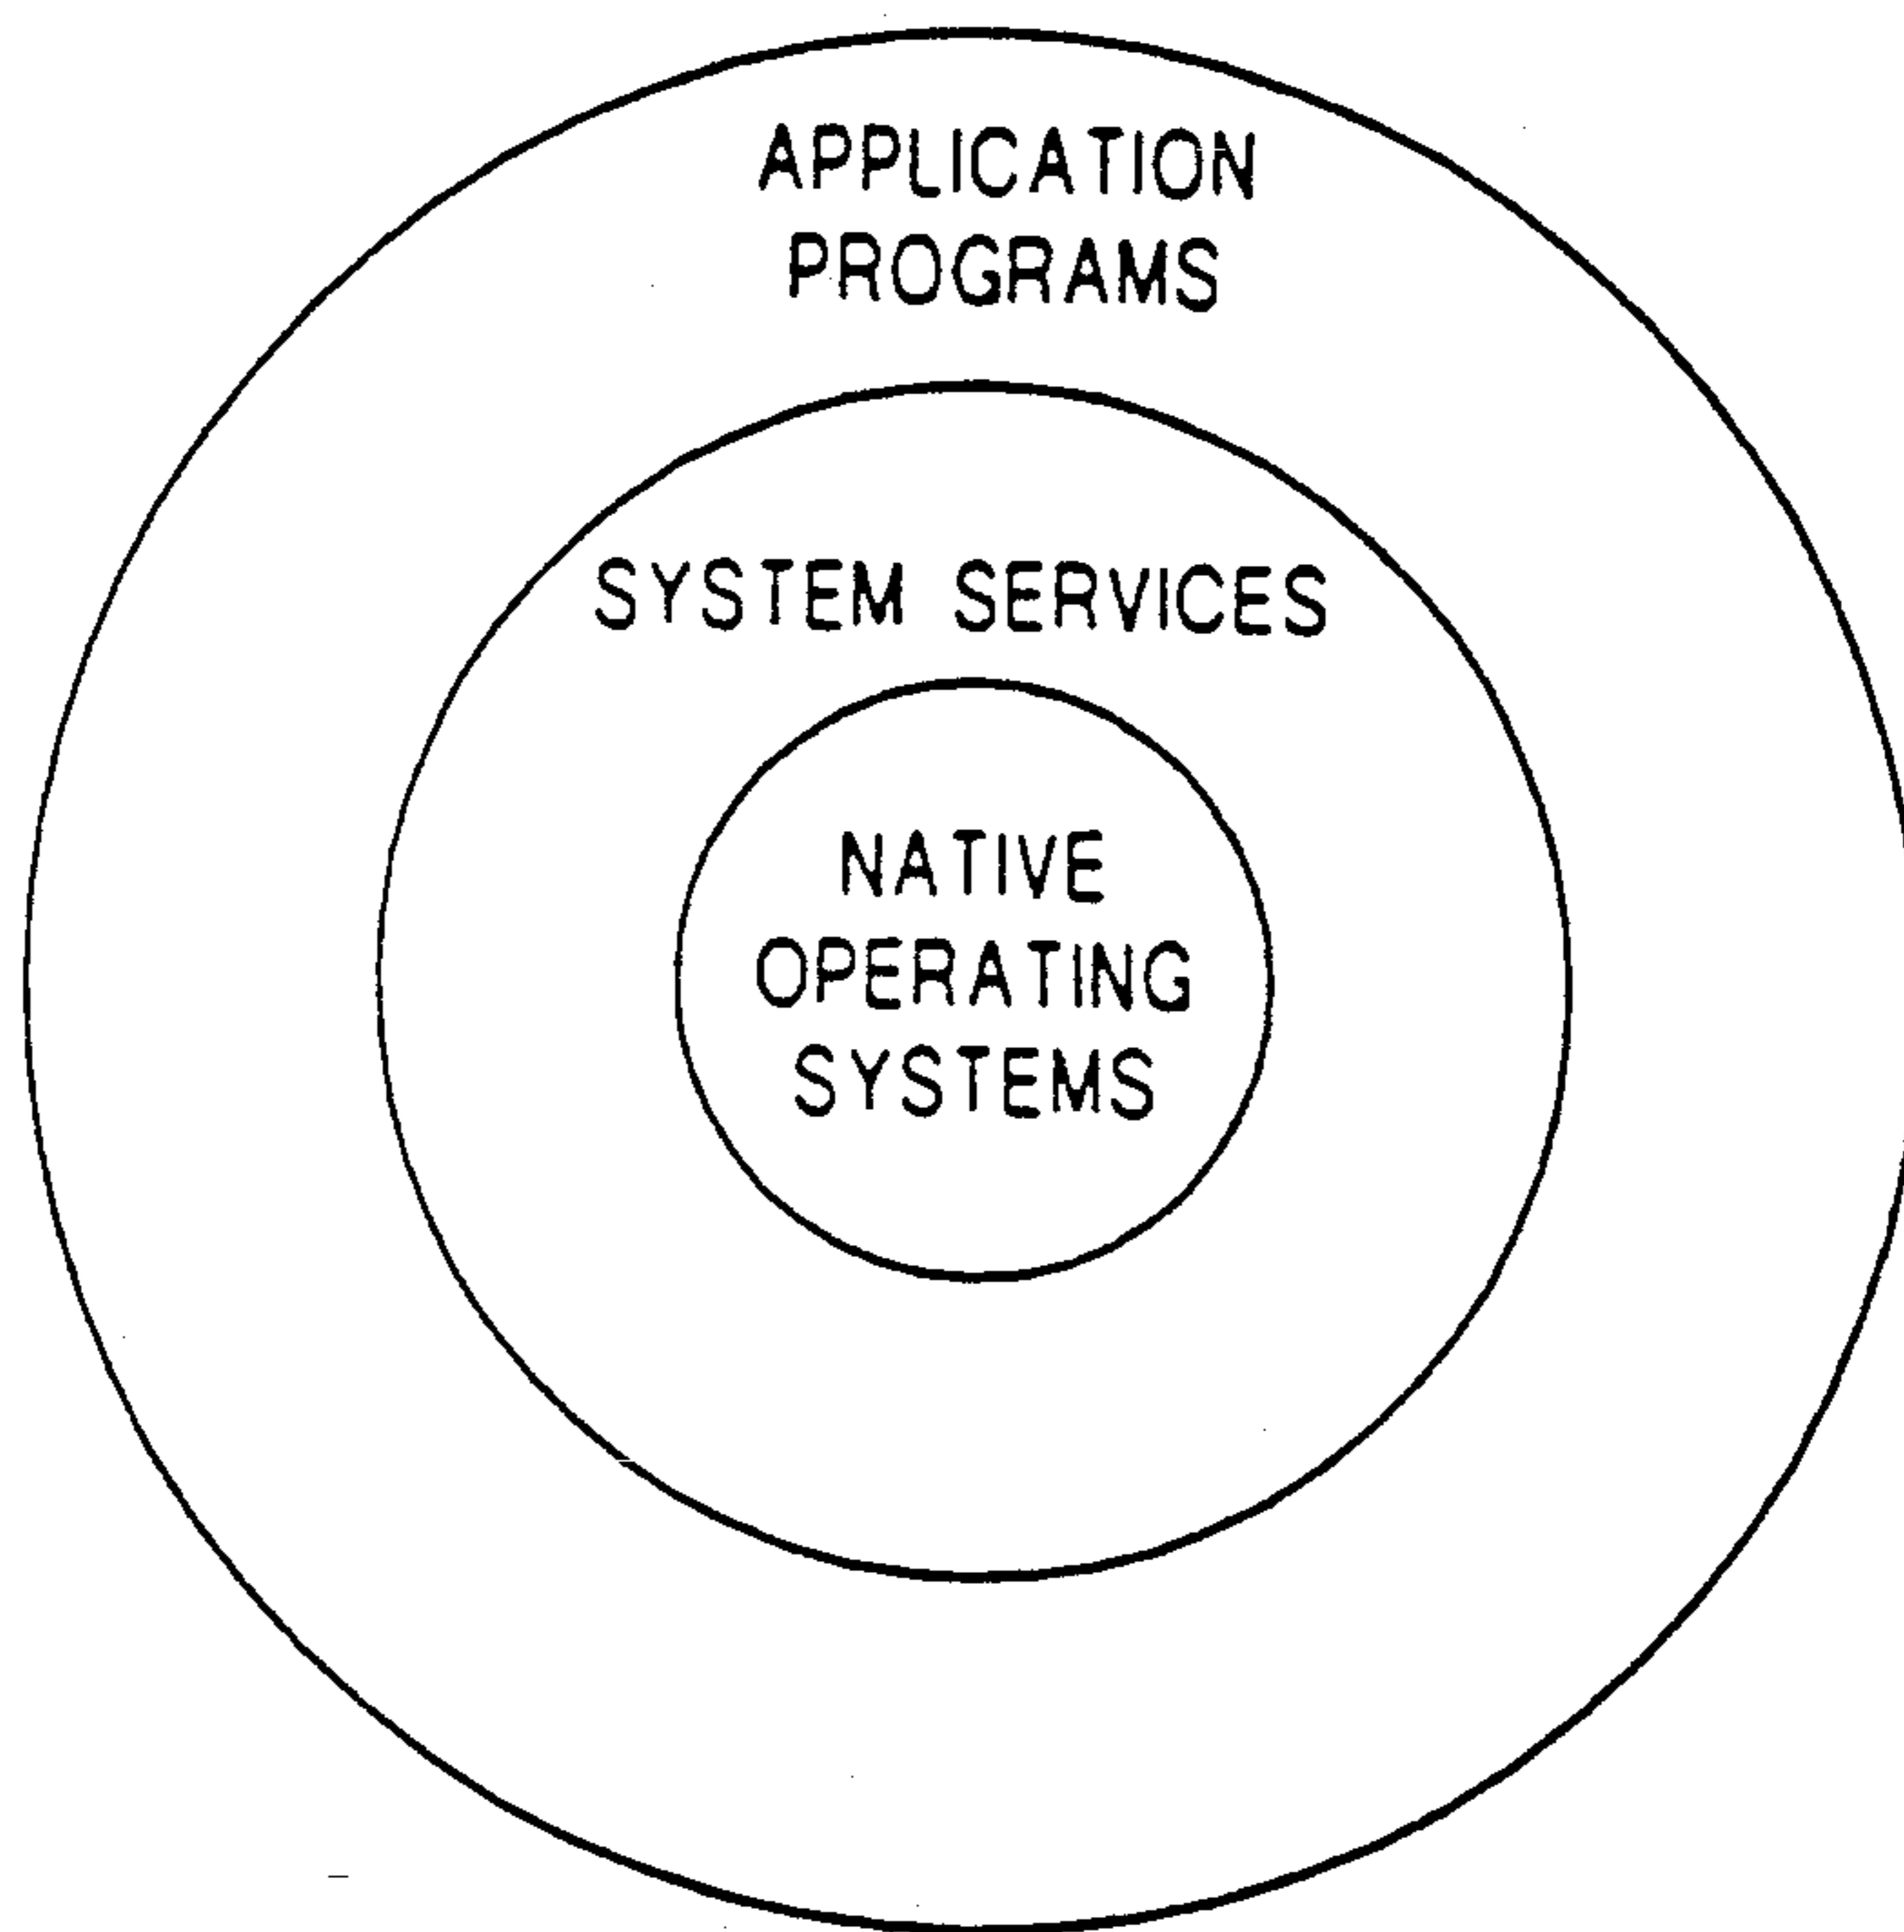 APPLICATION
PROGRAMS
SYSTEM SERVICES
NATIVE
OPERATING
SYSTEMS